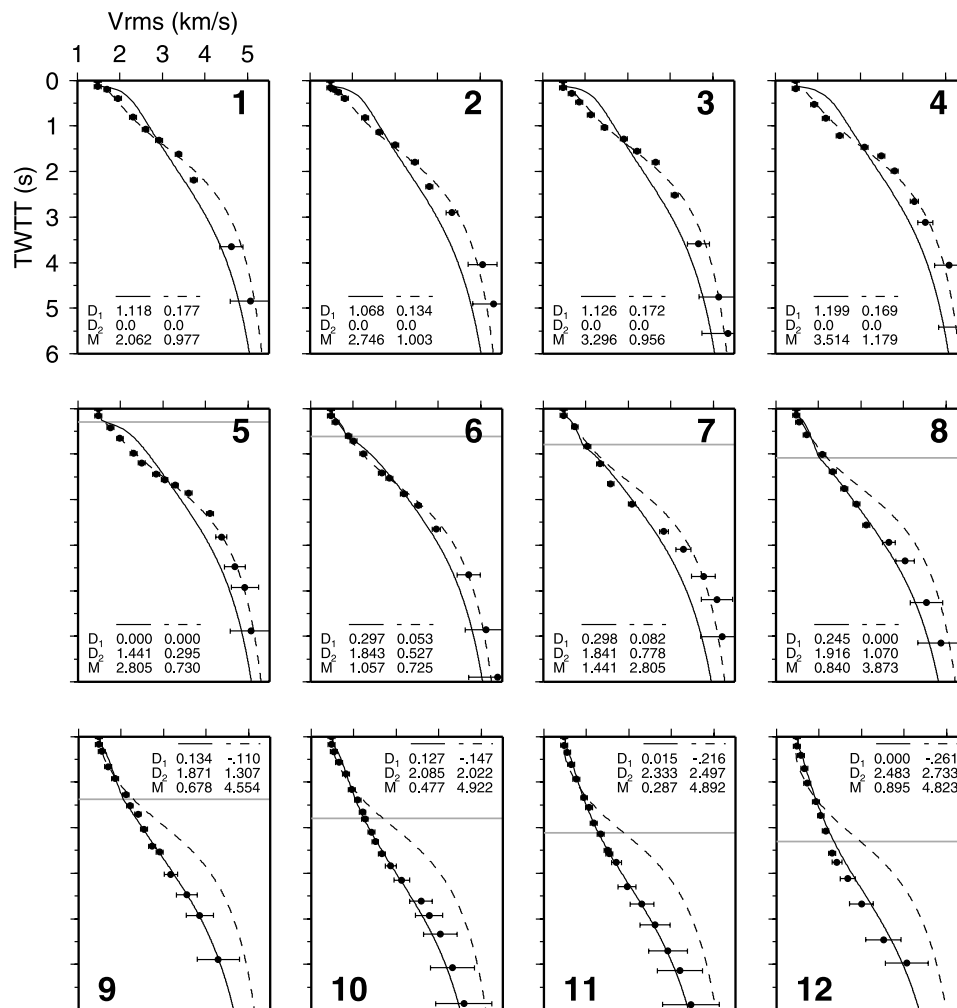 Vrms (km/s)
1 2 3 4 5
TWTT (s)
0
1
2
3
4
5
6
1
D1 1.118 0.177
D2 0.0 0.0
M 2.062 0.977
2
D1 1.068 0.134
D2 0.0 0.0
M 2.746 1.003
3
D1 1.126 0.172
D2 0.0 0.0
M 3.296 0.956
4
D1 1.199 0.169
D2 0.0 0.0
M 3.514 1.179
5
D1 0.000 0.000
D2 1.441 0.295
M 2.805 0.730
6
D1 0.297 0.053
D2 1.843 0.527
M 1.057 0.725
7
D1 0.298 0.082
D2 1.841 0.778
M 1.441 2.805
8
D1 0.245 0.000
D2 1.916 1.070
M 0.840 3.873
D1 0.134 -.110
D2 1.871 1.307
M 0.678 4.554
9
D1 0.127 -.147
D2 2.085 2.022
M 0.477 4.922
10
D1 0.015 -.216
D2 2.333 2.497
M 0.287 4.892
11
D1 0.000 -.261
D2 2.483 2.733
M 0.895 4.823
12